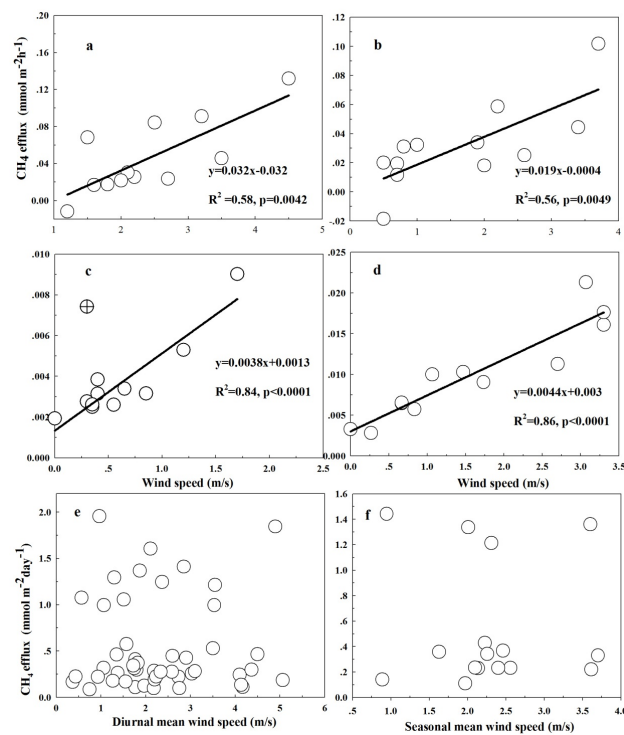 CH4 efflux (mmol m-2h-1)
a
.20
.16
.12
.08
.04
0.00
y=0.032x-0.032
R2 =0.58, p=0.0042
1 2 3 4 5
b
.12
.10
.08
.06
.04
.02
0.00
-.02
y=0.019x-0.0004
R2 =0.56, p=0.0049
0 1 2 3 4
c
0.010
.008
.006
.004
.002
0.000
y=0.0038x+0.0013
R2=0.84, p<0.0001
0.0 .5 1.0 1.5 2.0 2.5
Wind speed (m/s)
d
.025
.020
.015
.010
.005
0.000
y=0.0044x+0.003
R2=0.86, p<0.0001
0.0 .5 1.0 1.5 2.0 2.5 3.0 3.5
Wind speed (m/s)
CH4 efflux (mmol m-2day-1)
e
2.0
1.5
1.0
.5
0.0
0 1 2 3 4 5 6
Diurnal mean wind speed (m/s)
f
1.6
1.4
1.2
1.0
.8
.6
.4
.2
0.0
.5 1.0 1.5 2.0 2.5 3.0 3.5 4.0
Seasonal mean wind speed (m/s)